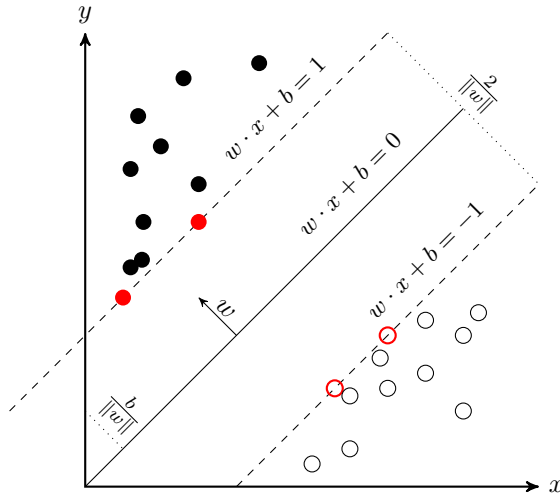 y
w · x + b = 1
2
‖w‖
w · x + b = 0
w · x + b = −1
w
b
‖w‖
x